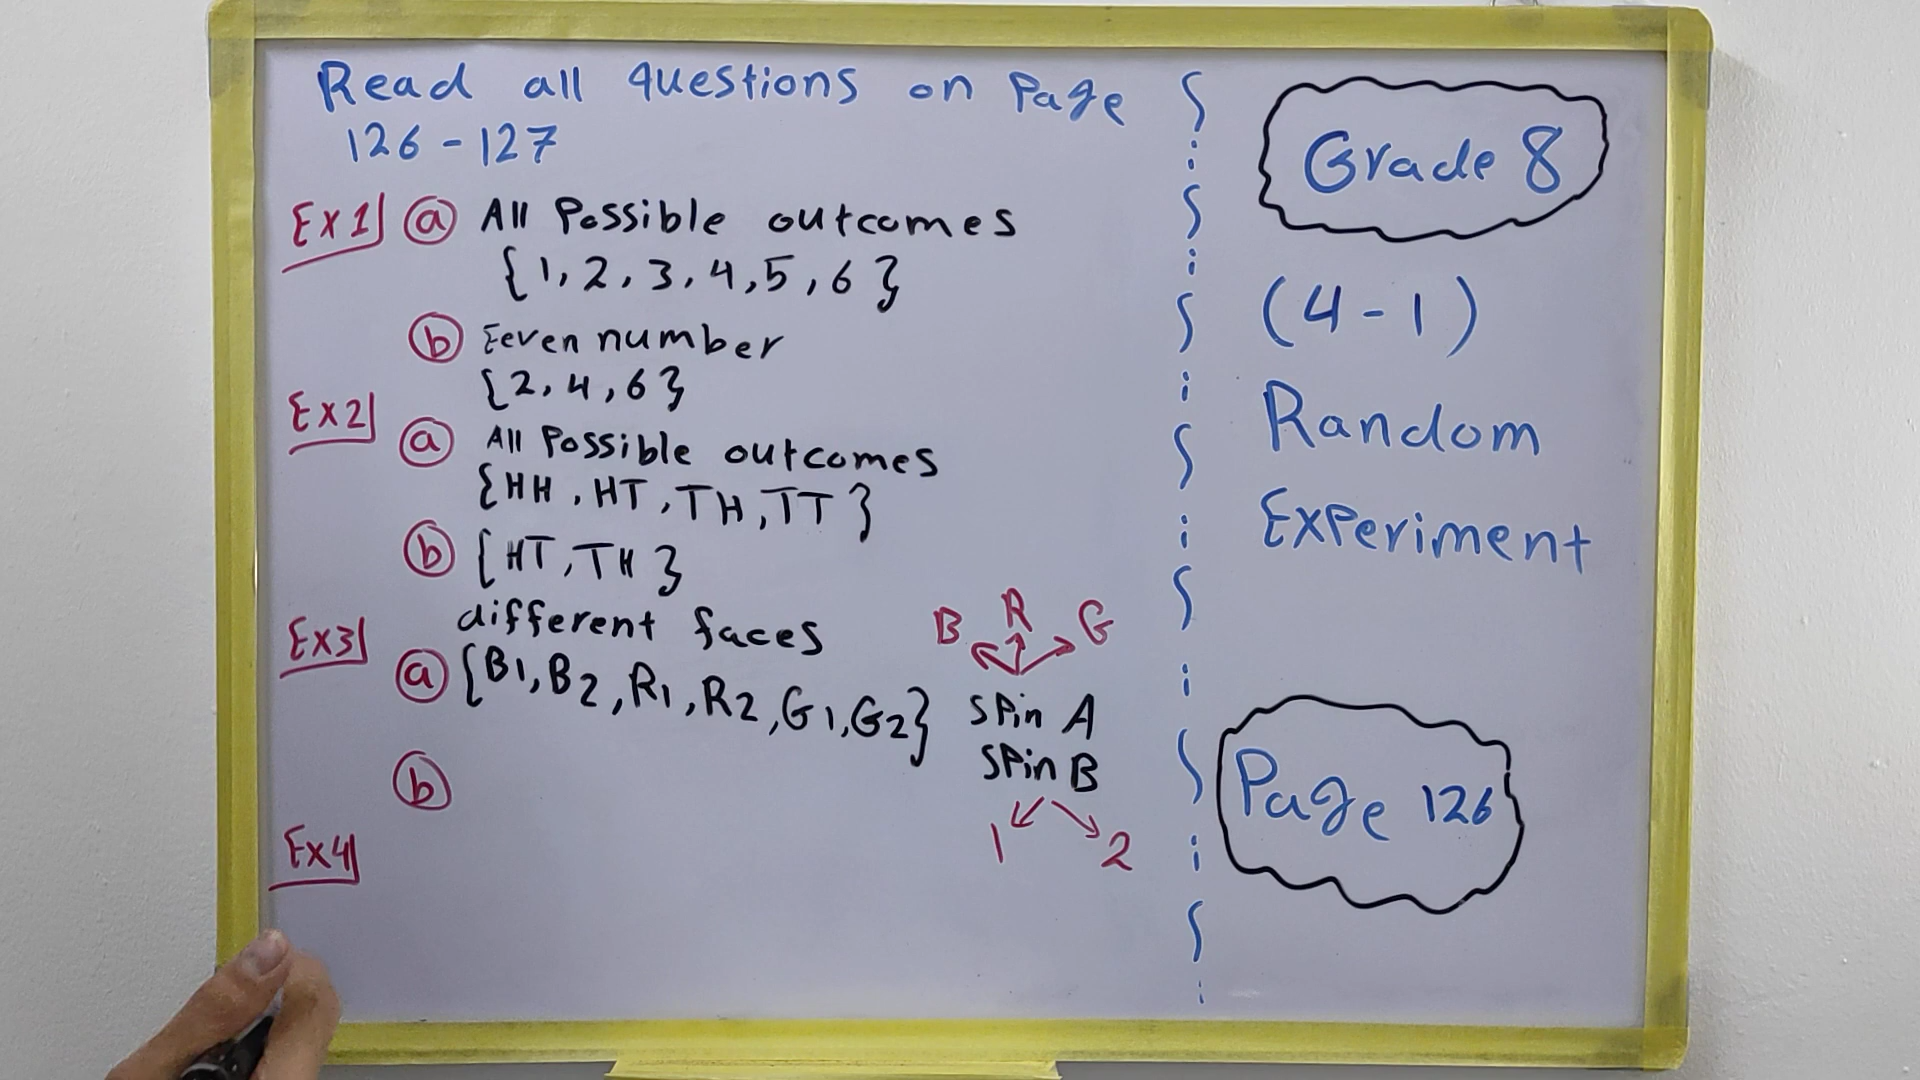 Read all questions on Page
126 - 127
Ex1 a All Possible outcomes
{1, 2, 3, 4, 5, 6}
b Eeven number
{2, 4, 6}
Ex2
a All Possible outcomes
{HH, HT, TH, TT}
b {HT, TH}
different faces
Ex3
a {B1, B2, R1, R2, G1, G2}
b
Ex4
B R G
SPin A
SPin B
1 2
Grade 8
(4-1)
Random
Experiment
Page 126